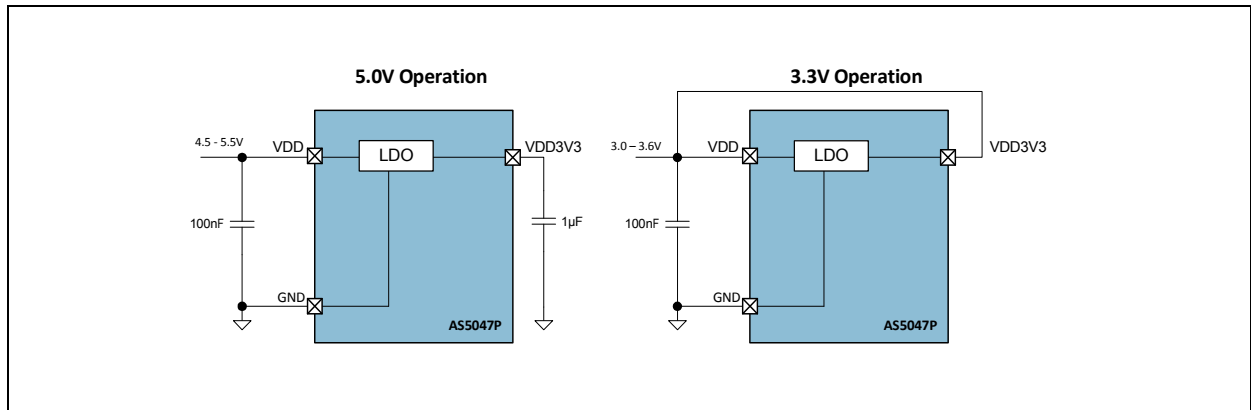 5.0V Operation
4.5 - 5.5V
VDD
LDO
VDD3V3
100nF
1µF
GND
AS5047P
3.3V Operation
3.0 – 3.6V
VDD
LDO
VDD3V3
100nF
GND
AS5047P